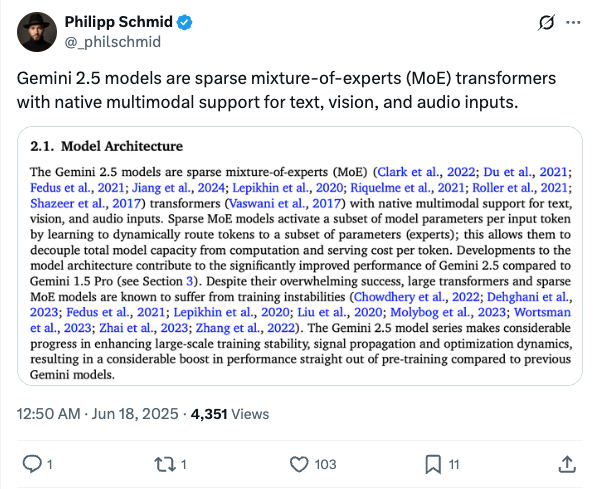 Philipp Schmid
@_philschmid
Gemini 2.5 models are sparse mixture-of-experts (MoE) transformers
with native multimodal support for text, vision, and audio inputs.
2.1. Model Architecture
The Gemini 2.5 models are sparse mixture-of-experts (MoE) (Clark et al., 2022; Du et al., 2021;
Fedus et al., 2021; Jiang et al., 2024; Lepikhin et al., 2020; Riquelme et al., 2021; Roller et al., 2021;
Shazeer et al., 2017) transformers (Vaswani et al., 2017) with native multimodal support for text,
vision, and audio inputs. Sparse MoE models activate a subset of model parameters per input token
by learning to dynamically route tokens to a subset of parameters (experts); this allows them to
decouple total model capacity from computation and serving cost per token. Developments to the
model architecture contribute to the significantly improved performance of Gemini 2.5 compared to
Gemini 1.5 Pro (see Section 3). Despite their overwhelming success, large transformers and sparse
MoE models are known to suffer from training instabilities (Chowdhery et al., 2022; Dehghani et al.,
2023; Fedus et al., 2021; Lepikhin et al., 2020; Liu et al., 2020; Molybog et al., 2023; Wortsman
et al., 2023; Zhai et al., 2023; Zhang et al., 2022). The Gemini 2.5 model series makes considerable
progress in enhancing large-scale training stability, signal propagation and optimization dynamics,
resulting in a considerable boost in performance straight out of pre-training compared to previous
Gemini models.
12:50 AM · Jun 18, 2025 · 4,351 Views
1 1 103 11